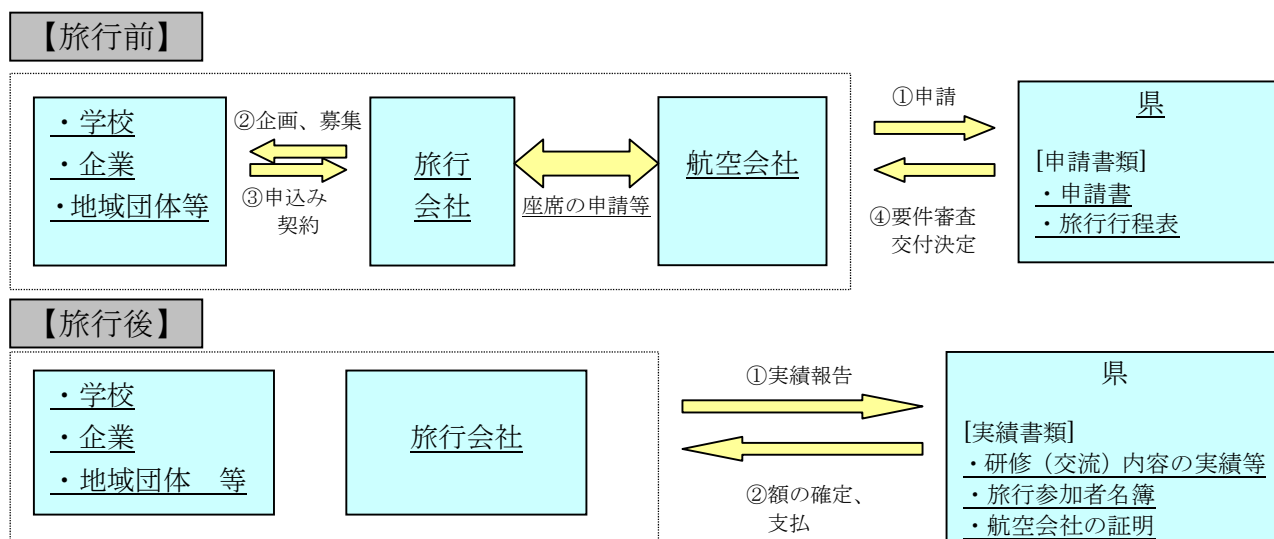 【旅行前】
・学校
・企業
・地域団体等
②企画、募集
③申込み
契約
旅行
会社
座席の申請等
航空会社
①申請
④要件審査
交付決定
県
[申請書類]
・申請書
・旅行行程表
【旅行後】
・学校
・企業
・地域団体　等
旅行会社
①実績報告
②額の確定、
支払
県
[実績書類]
・研修（交流）内容の実績等
・旅行参加者名簿
・航空会社の証明